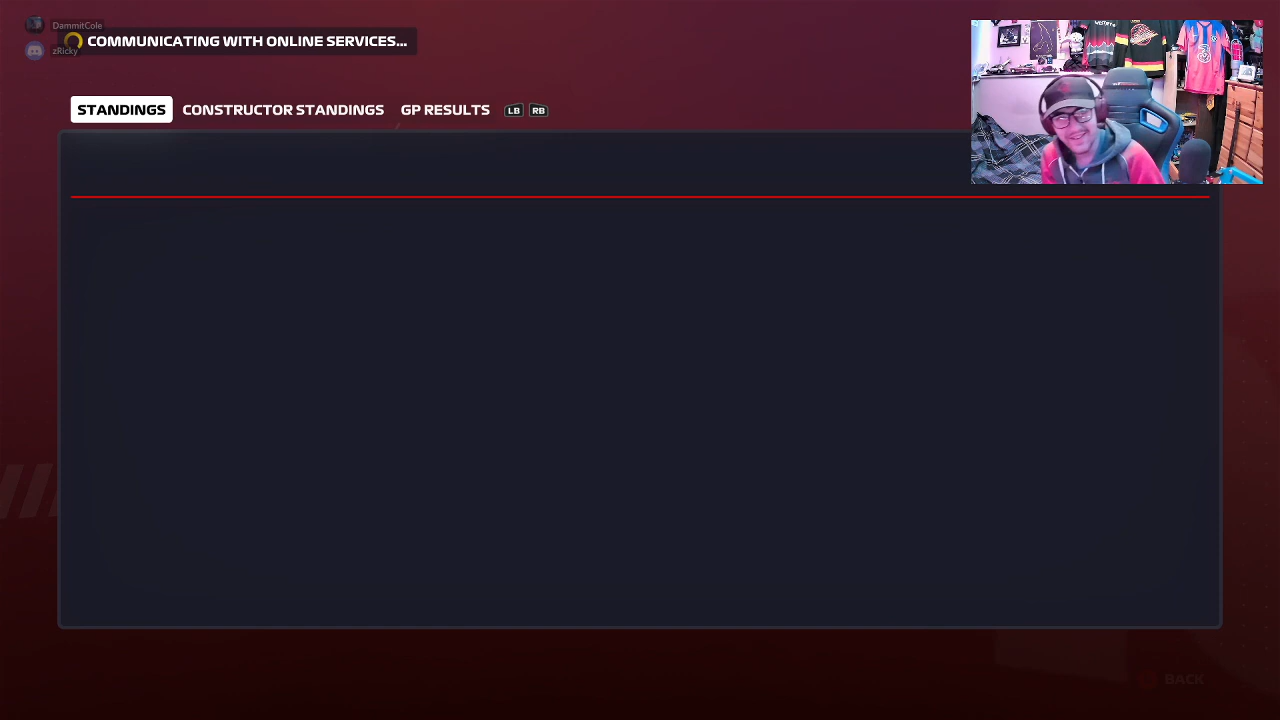 DammitCole
COMMUNICATING WITH ONLINE SERVICES...
zRicky
STANDINGS CONSTRUCTOR STANDINGS GP RESULTS LB RB
BACK